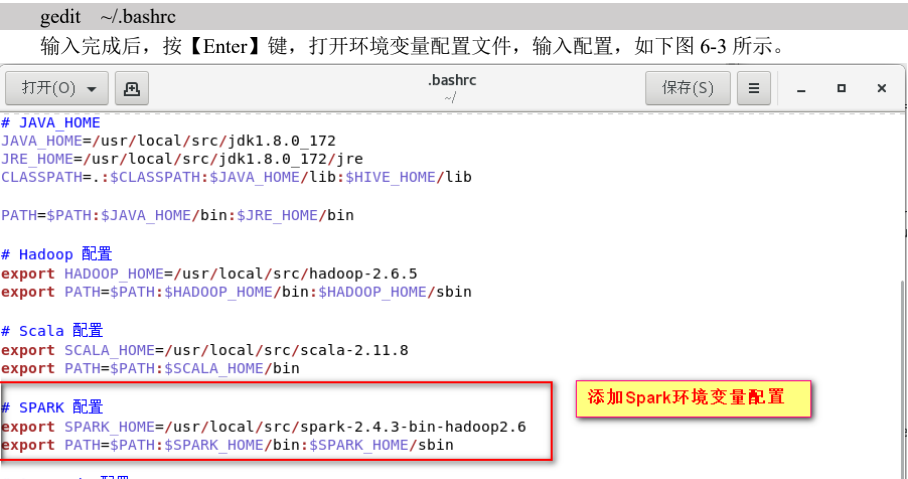 gedit ~/.bashrc
输入完成后，按【Enter】键，打开环境变量配置文件，输入配置，如下图 6-3 所示。
打开(O)
.bashrc
~/
保存(S)
# JAVA_HOME
JAVA_HOME=/usr/local/src/jdk1.8.0_172
JRE_HOME=/usr/local/src/jdk1.8.0_172/jre
CLASSPATH=.:$CLASSPATH:$JAVA_HOME/lib:$HIVE_HOME/lib
PATH=$PATH:$JAVA_HOME/bin:$JRE_HOME/bin
# Hadoop 配置
export HADOOP_HOME=/usr/local/src/hadoop-2.6.5
export PATH=$PATH:$HADOOP_HOME/bin:$HADOOP_HOME/sbin
# Scala 配置
export SCALA_HOME=/usr/local/src/scala-2.11.8
export PATH=$PATH:$SCALA_HOME/bin
# SPARK 配置
export SPARK_HOME=/usr/local/src/spark-2.4.3-bin-hadoop2.6
export PATH=$PATH:$SPARK_HOME/bin:$SPARK_HOME/sbin
添加Spark环境变量配置